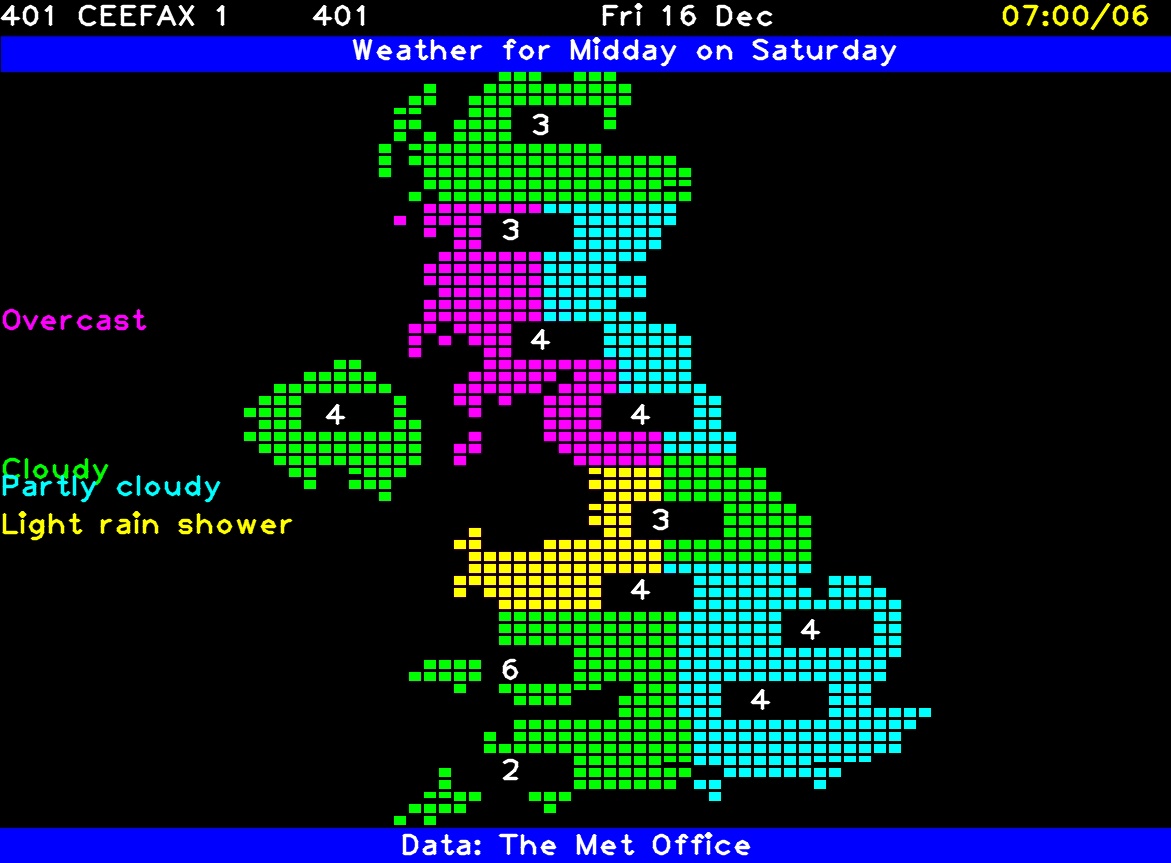 401 CEEFAX 1 401 Fri 16 Dec 07:00/06
Weather for Midday on Saturday
3
3
Overcast
4
4 4
Cloudy
Partly cloudy
Light rain shower 3
4
4
6
4
2
Data: The Met Office